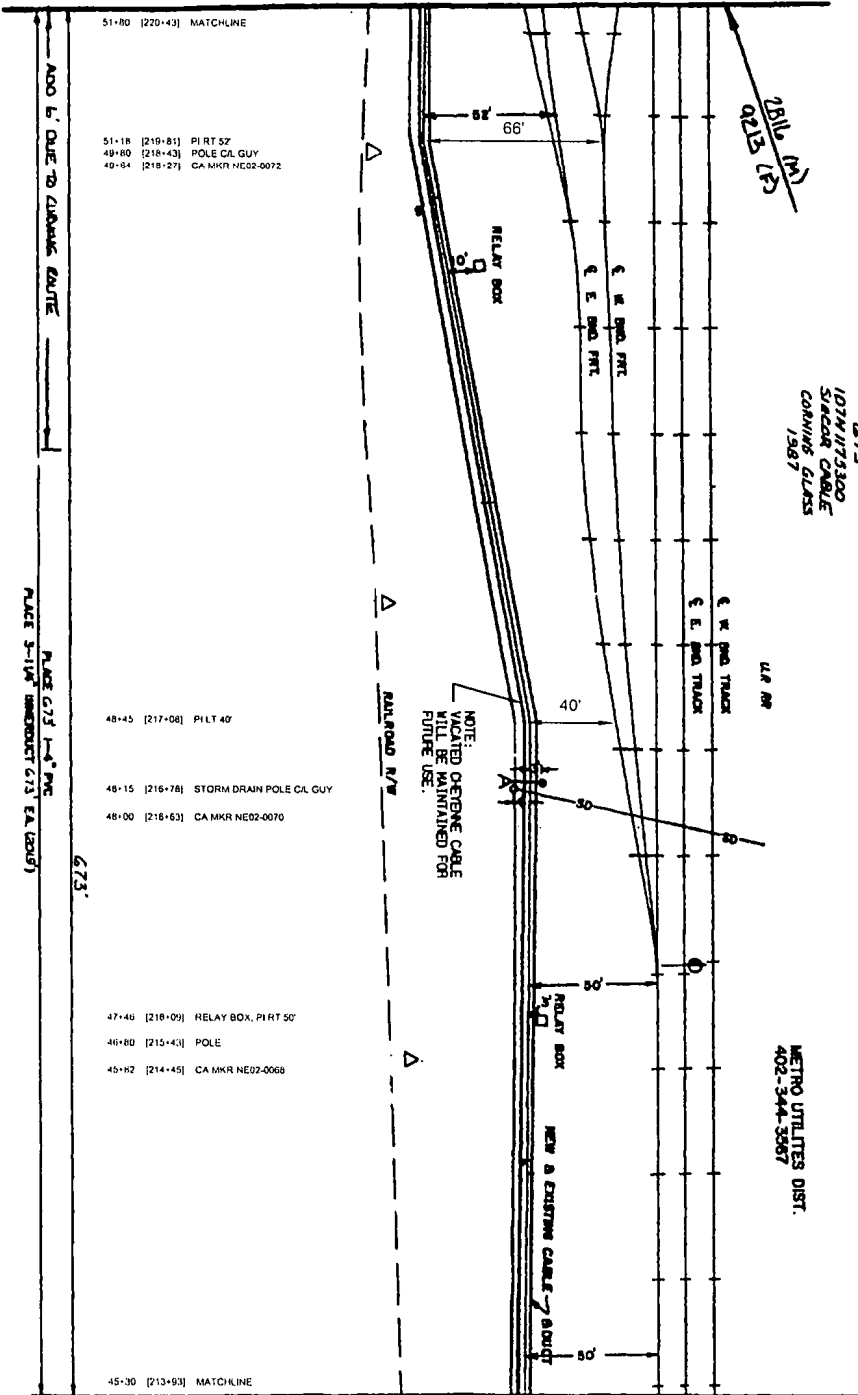 51+80 [220+43] MATCHLINE
51+18 [219+81] PI RT 52'
49+80 [218+43] POLE C/L GUY
49+64 [218+27] CA MKR NE02-0072
48+45 [217+08] PI LT 40'
48+15 [216+78] STORM DRAIN POLE C/L GUY
48+00 [216+63] CA MKR NE02-0070
47+46 [216+09] RELAY BOX, PI RT 50'
46+80 [215+43] POLE
45+82 [214+45] CA MKR NE02-0068
45+30 [213+93] MATCHLINE
ADD 6' DUE TO CURVING ROUTE
673'
PLACE 673' 1-4" PVC
PLACE 3-1 1/4" INNERDUCT 673' EA. (2019')
RAILROAD R/W
52'
66'
RELAY BOX
NOTE:
VACATED CHEYENNE CABLE
WILL BE MAINTAINED FOR
FUTURE USE.
40'
A
SD
SD
50'
RELAY BOX
NEW & EXISTING CABLE & DUCT
50'
℄ W. BND. FRT.
℄ E. BND. FRT.
℄ W. BND. TRACK
℄ E. BND. TRACK
2816 (M)
9213 (F)
SIECOR CABLE
CORNING GLASS
1987
METRO UTILITES DIST.
402-344-3567